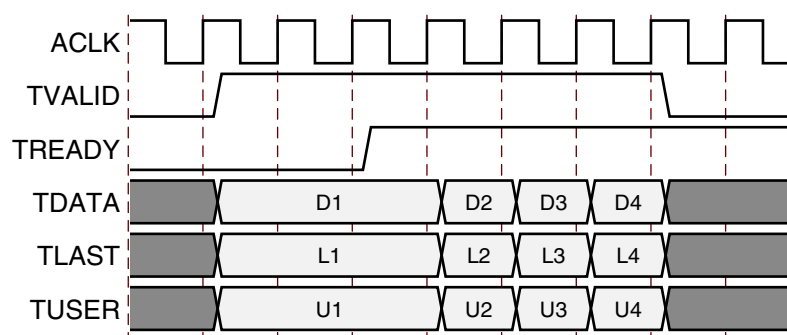 ACLK
TVALID
TREADY
TDATA D1 D2 D3 D4
TLAST L1 L2 L3 L4
TUSER U1 U2 U3 U4